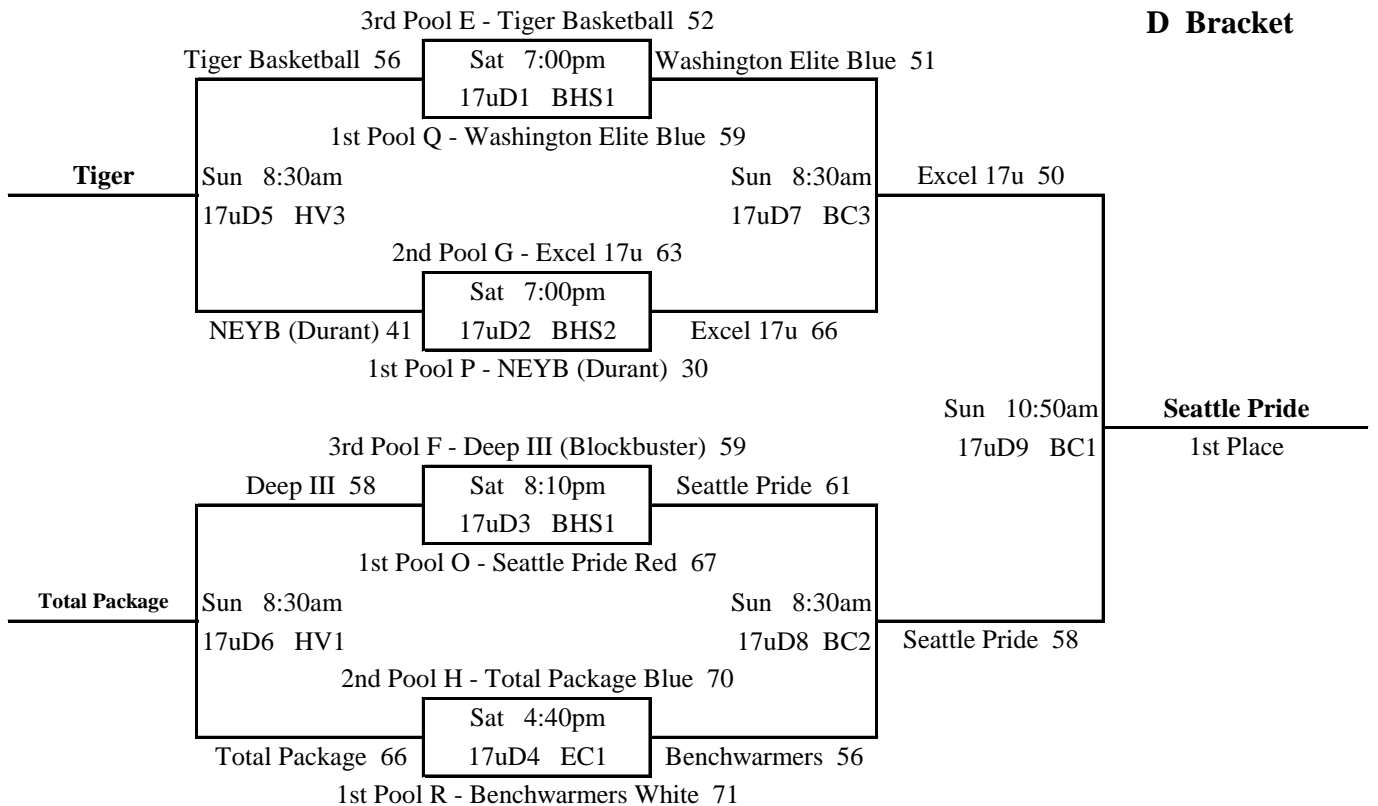 D Bracket
3rd Pool E - Tiger Basketball 52
Tiger Basketball 56
Sat 7:00pm
Washington Elite Blue 51
17uD1 BHS1
1st Pool Q - Washington Elite Blue 59
Tiger
Sun 8:30am
17uD5 HV3
Sun 8:30am
17uD7 BC3
Excel 17u 50
2nd Pool G - Excel 17u 63
Sat 7:00pm
NEYB (Durant) 41
17uD2 BHS2
Excel 17u 66
1st Pool P - NEYB (Durant) 30
Sun 10:50am
17uD9 BC1
Seattle Pride
1st Place
3rd Pool F - Deep III (Blockbuster) 59
Deep III 58
Sat 8:10pm
Seattle Pride 61
17uD3 BHS1
1st Pool O - Seattle Pride Red 67
Total Package
Sun 8:30am
17uD6 HV1
Sun 8:30am
17uD8 BC2
Seattle Pride 58
2nd Pool H - Total Package Blue 70
Sat 4:40pm
Total Package 66
17uD4 EC1
Benchwarmers 56
1st Pool R - Benchwarmers White 71